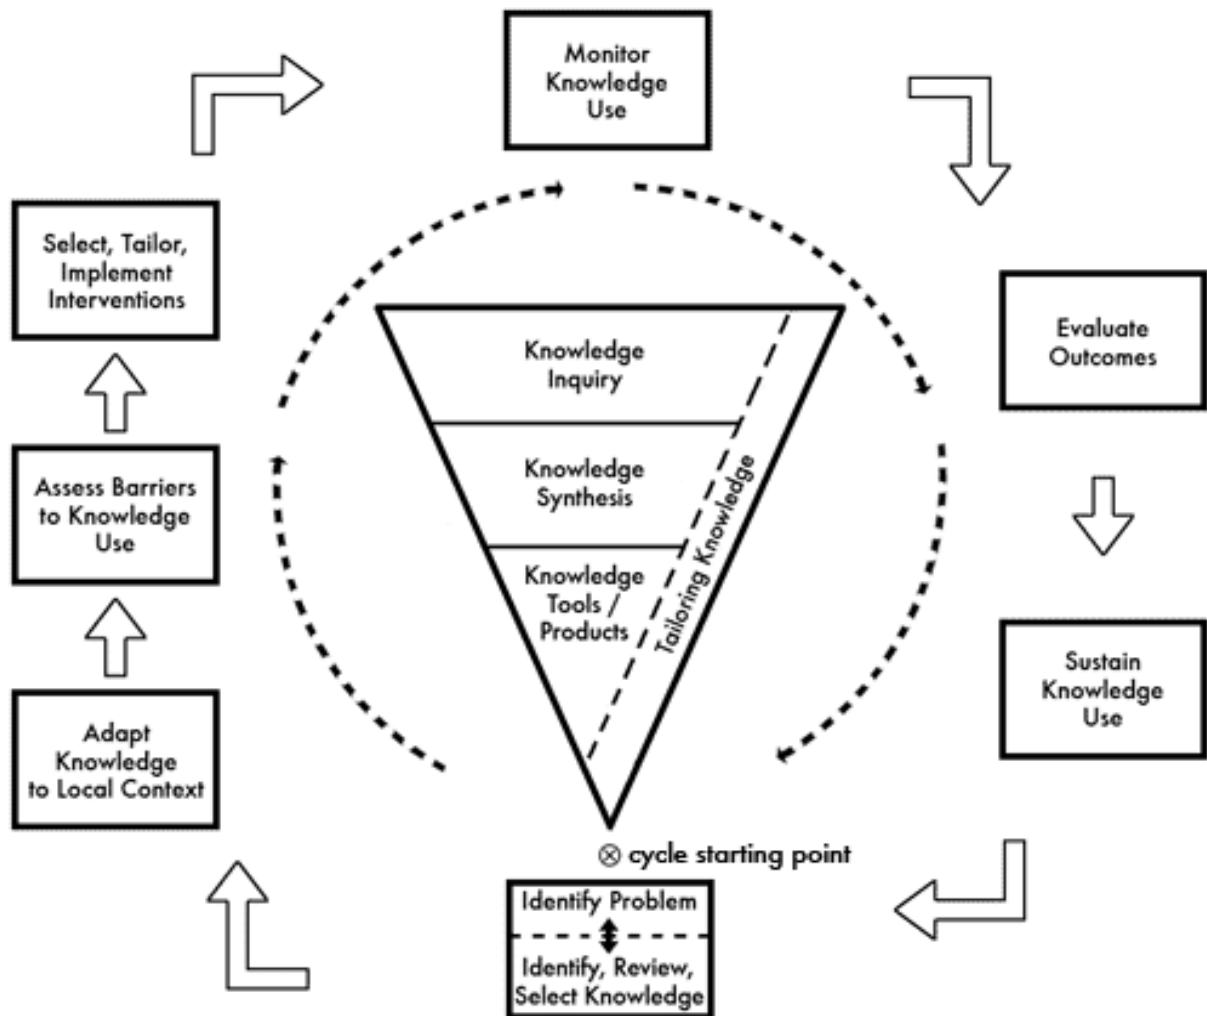 Monitor
Knowledge
Use
Select, Tailor,
Implement
Interventions
Evaluate
Outcomes
Knowledge
Inquiry
Assess Barriers
to Knowledge
Use
Knowledge
Synthesis
Tailoring Knowledge
Knowledge
Tools /
Products
Sustain
Knowledge
Use
Adapt
Knowledge
to Local Context
⊗ cycle starting point
Identify Problem
Identify, Review,
Select Knowledge